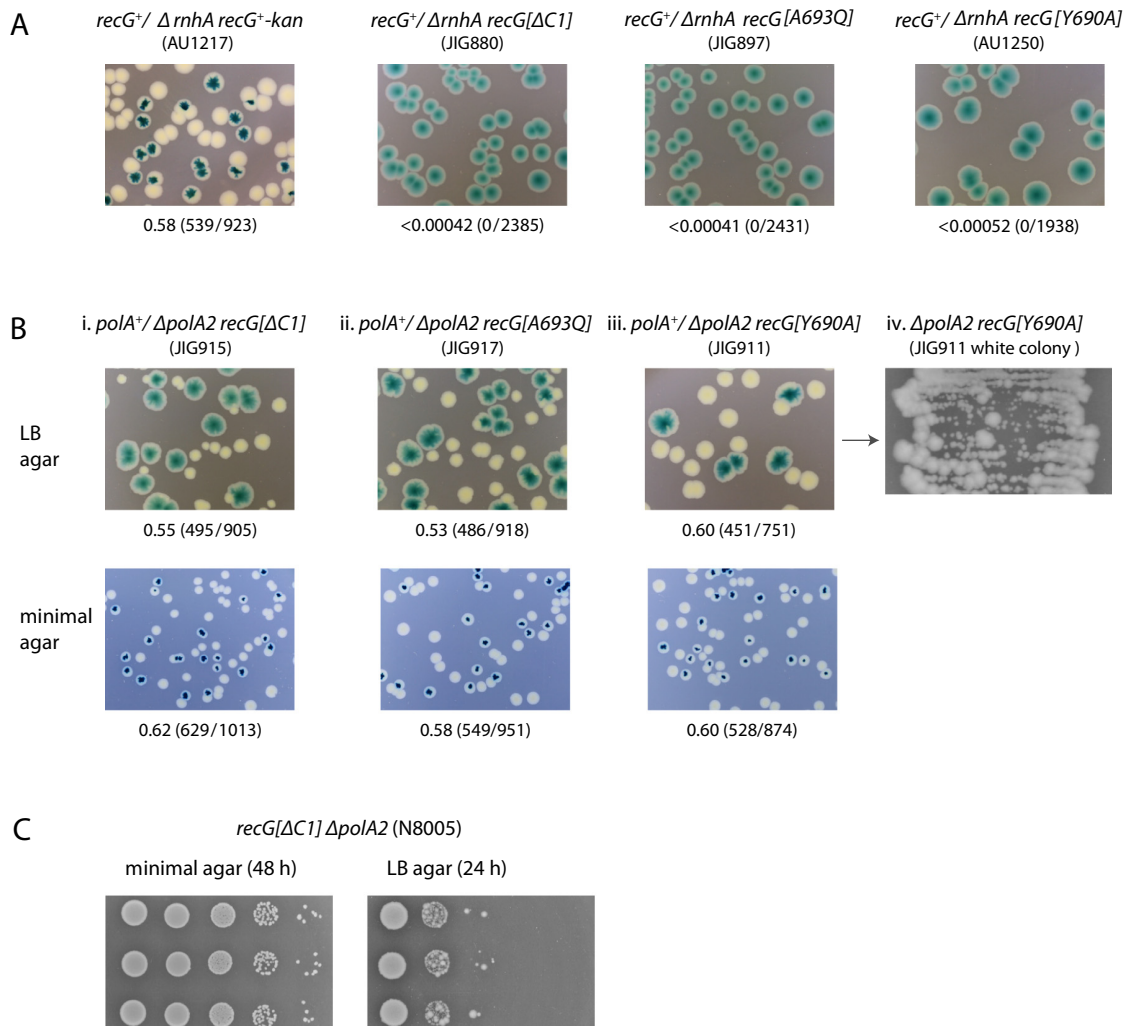 A
recG⁺/ ΔrnhA recG⁺-kan
(AU1217)
recG⁺/ ΔrnhA recG[ΔC1]
(JIG880)
recG⁺/ ΔrnhA recG[A693Q]
(JIG897)
recG⁺/ ΔrnhA recG[Y690A]
(AU1250)
0.58 (539/923)
<0.00042 (0/2385)
<0.00041 (0/2431)
<0.00052 (0/1938)
B
i. polA⁺/ ΔpolA2 recG[ΔC1]
(JIG915)
ii. polA⁺/ ΔpolA2 recG[A693Q]
(JIG917)
iii. polA⁺/ ΔpolA2 recG[Y690A]
(JIG911)
iv. ΔpolA2 recG[Y690A]
(JIG911 white colony )
LB
agar
0.55 (495/905)
0.53 (486/918)
0.60 (451/751)
minimal
agar
0.62 (629/1013)
0.58 (549/951)
0.60 (528/874)
C
recG[ΔC1] ΔpolA2 (N8005)
minimal agar (48 h)
LB agar (24 h)